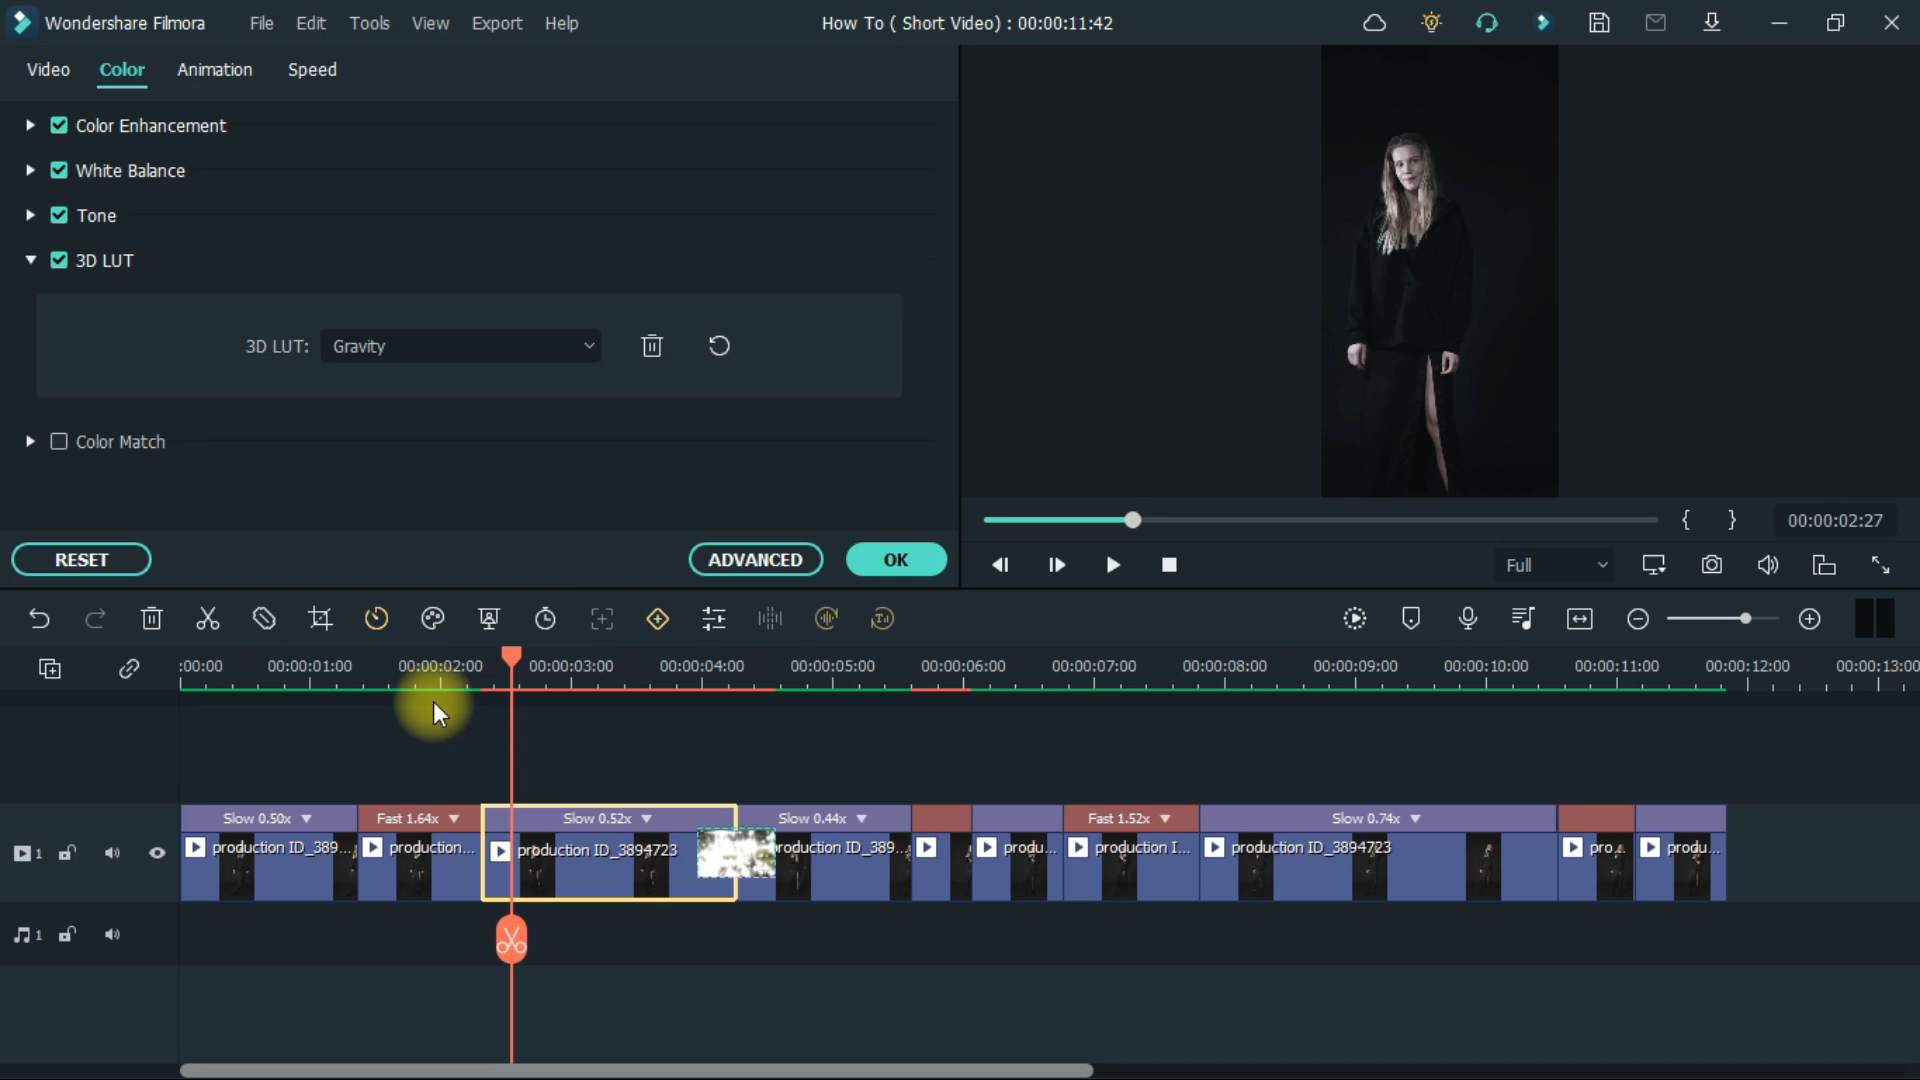 Wondershare Filmora File Edit Tools View Export Help How To ( Short Video) : 00:00:11:42
Video Color Animation Speed
Color Enhancement
White Balance
Tone
3D LUT
3D LUT: Gravity
Color Match
RESET ADVANCED OK
{ } 00:00:02:27
Full
:00:00 00:00:01:00 00:00:02:00 00:00:03:00 00:00:04:00 00:00:05:00 00:00:06:00 00:00:07:00 00:00:08:00 00:00:09:00 00:00:10:00 00:00:11:00 00:00:12:00 00:00:13:00
Slow 0.50x Fast 1.64x Slow 0.52x Slow 0.44x Fast 1.52x Slow 0.74x
1 production ID_389... production... production ID_3894723 roduction ID_389... produ... production I... production ID_3894723 pro... produ...
1